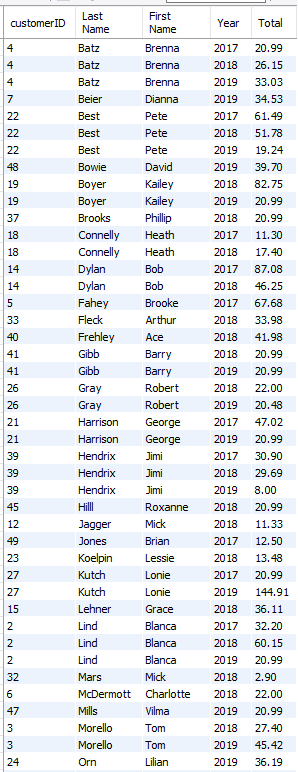 customerID Last Name First Name Year Total
4 Batz Brenna 2017 20.99
4 Batz Brenna 2018 26.15
4 Batz Brenna 2019 33.03
7 Beier Dianna 2019 34.53
22 Best Pete 2017 61.49
22 Best Pete 2018 51.78
22 Best Pete 2018 19.24
48 Bowie David 2019 39.70
19 Boyer Kailey 2018 82.75
19 Boyer Kailey 2019 20.99
37 Brooks Phillip 2018 20.99
18 Connelly Heath 2017 11.30
18 Connelly Heath 2018 17.40
14 Dylan Bob 2017 87.08
14 Dylan Bob 2018 46.25
5 Fahey Brooke 2017 67.68
33 Fleck Arthur 2018 33.98
40 Frehley Ace 2018 41.98
41 Gibb Barry 2018 20.99
41 Gibb Barry 2019 20.99
26 Gray Robert 2018 22.00
26 Gray Robert 2019 20.48
21 Harrison George 2017 47.02
21 Harrison George 2019 20.99
39 Hendrix Jimi 2017 30.90
39 Hendrix Jimi 2018 29.69
39 Hendrix Jimi 2019 8.00
45 Hilll Roxanne 2018 20.99
12 Jagger Mick 2018 11.33
49 Jones Brian 2017 12.50
23 Koelpin Lessie 2018 13.48
27 Kutch Lonie 2017 20.99
27 Kutch Lonie 2019 144.91
15 Lehner Grace 2018 36.11
2 Lind Blanca 2017 32.20
2 Lind Blanca 2018 60.15
2 Lind Blanca 2019 20.99
32 Mars Mick 2018 2.90
6 McDermott Charlotte 2018 22.00
47 Mills Vilma 2019 20.99
3 Morello Tom 2018 27.40
3 Morello Tom 2019 45.42
24 Orn Lilian 2019 36.19